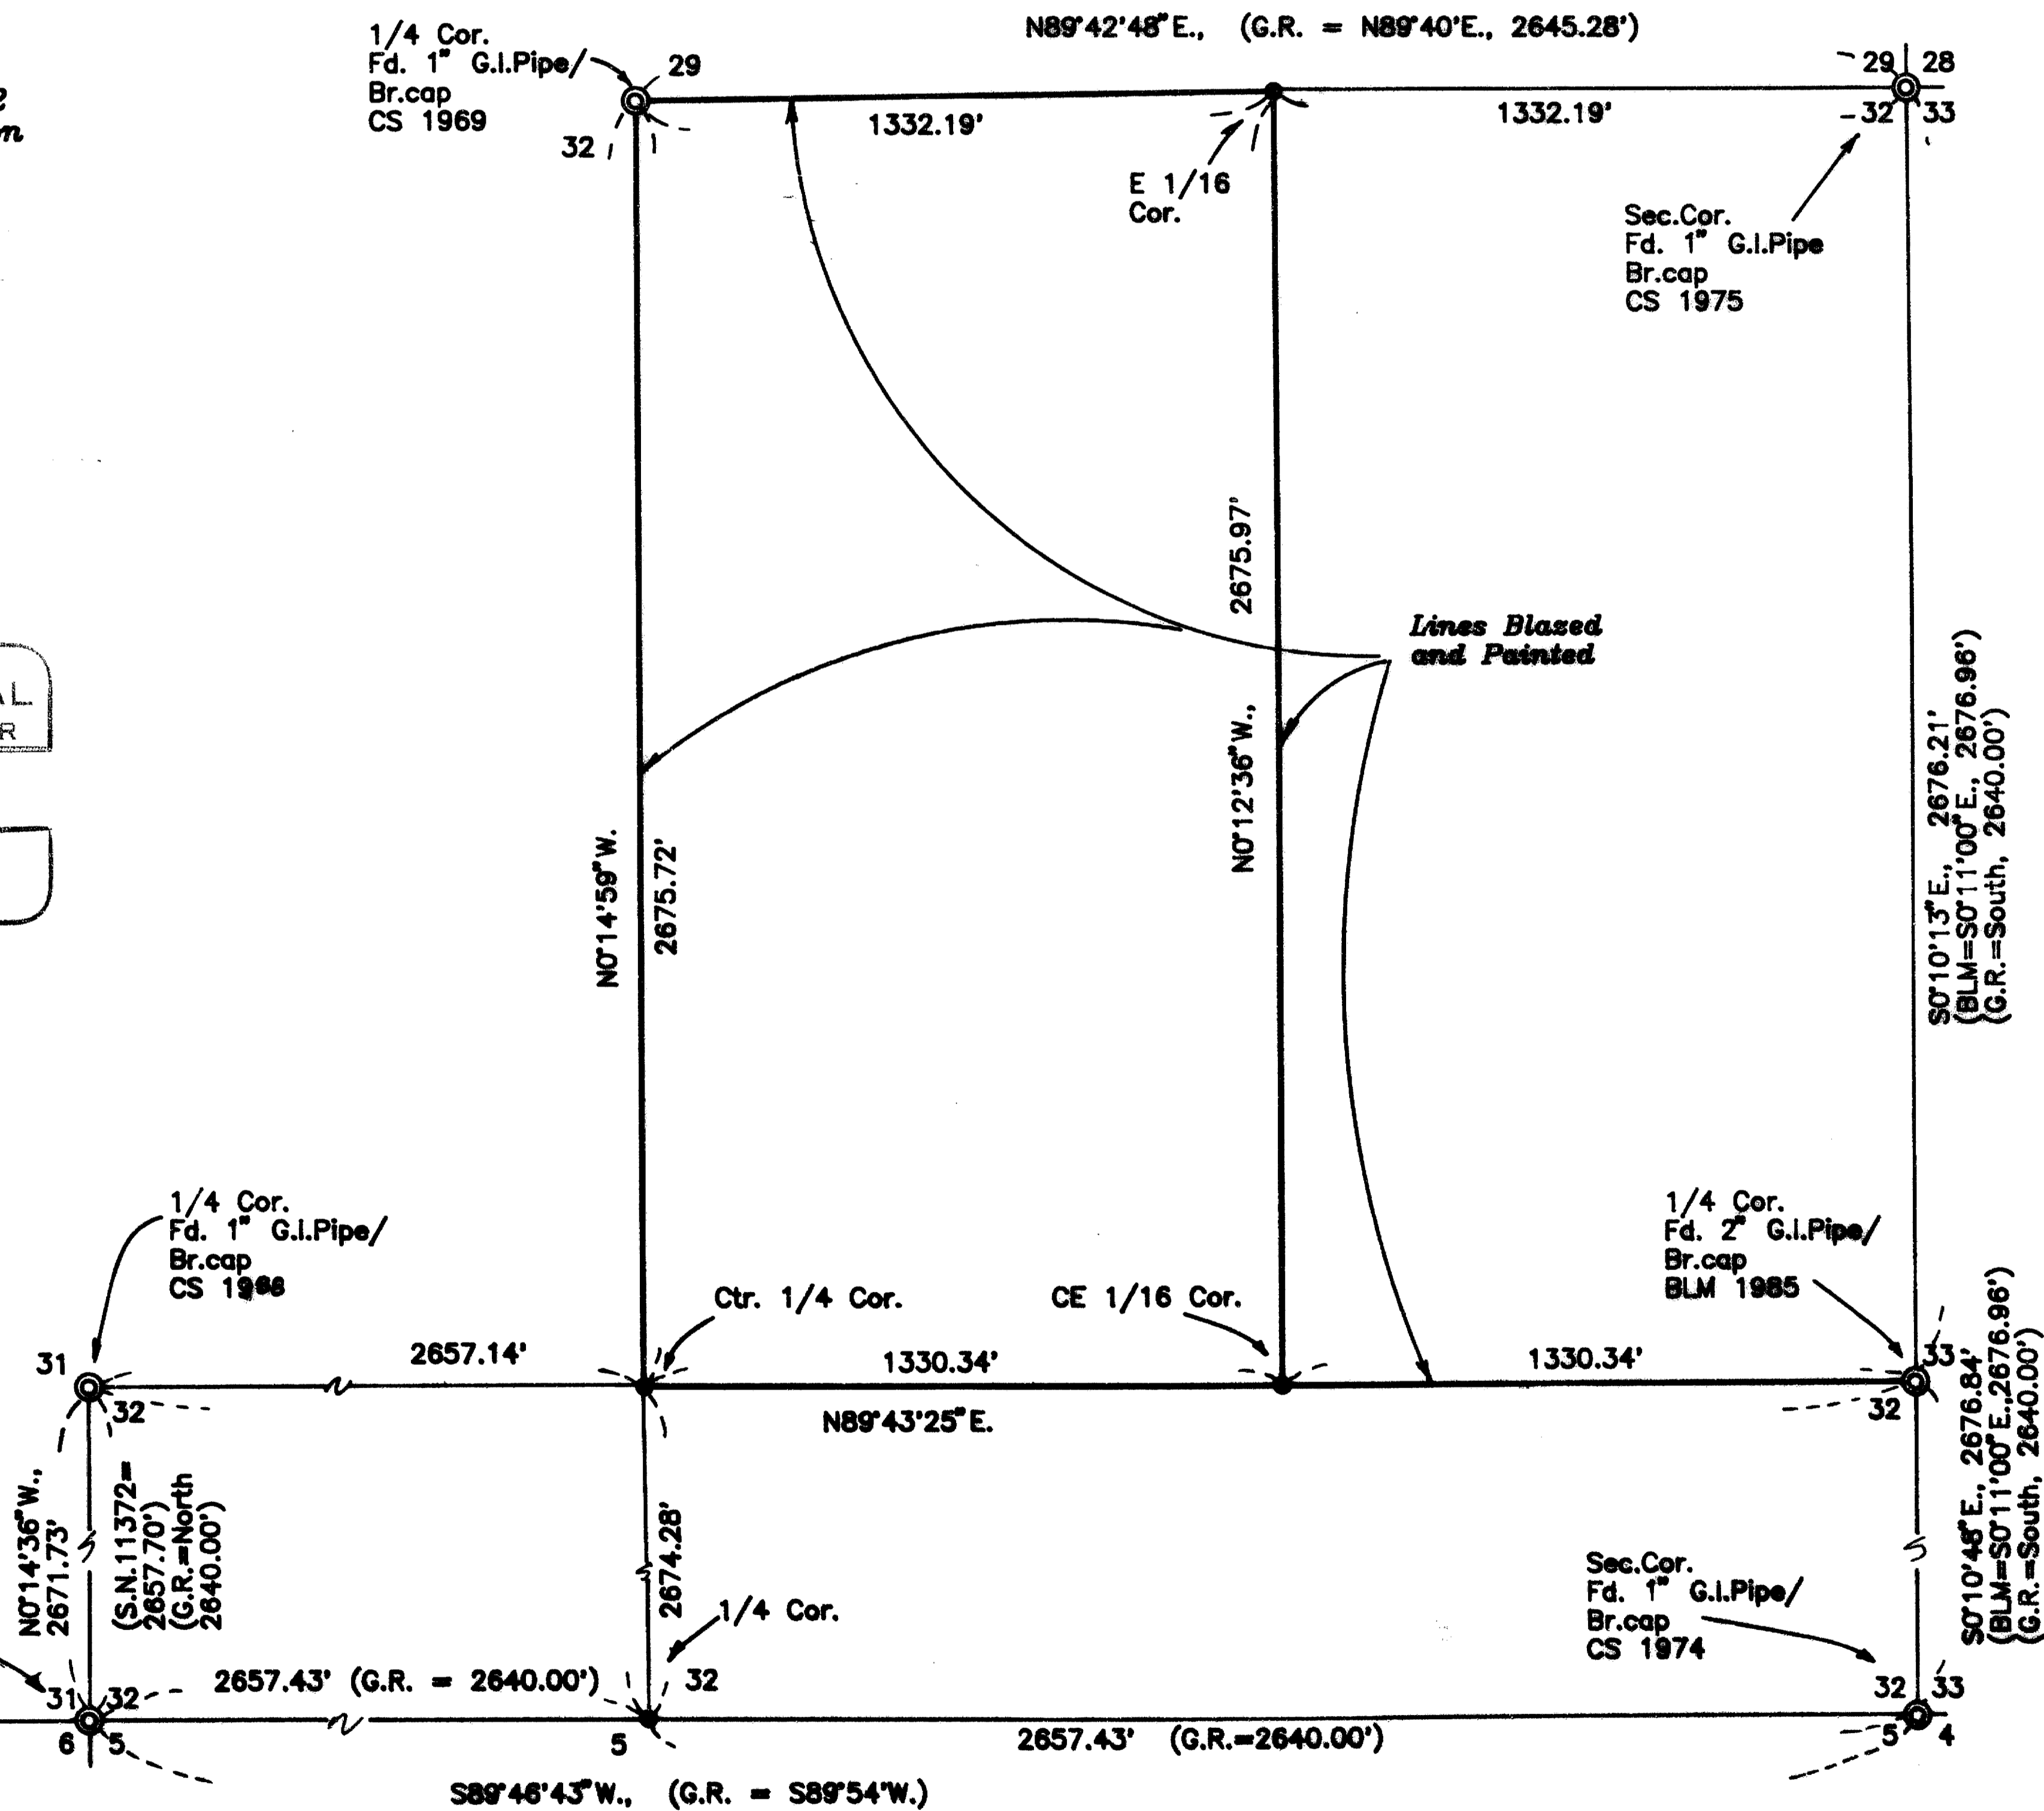 N89°42'48"E., (G.R. = N89°40'E., 2645.28')
1/4 Cor.
Fd. 1" G.I.Pipe/
Br.cap
CS 1969
29
32
1332.19'
E 1/16
Cor.
1332.19'
29 28
32 33
Sec.Cor.
Fd. 1" G.I.Pipe
Br.cap
CS 1975
2675.97'
N0°12'36"W.,
Lines Blazed
and Painted
N0°14'59"W.
2675.72'
S0°10'13"E., 2676.21'
(BLM=S0°11'00"E., 2676.96')
(G.R.=South, 2640.00')
AL
R
1/4 Cor.
Fd. 1" G.I.Pipe/
Br.cap
CS
31
32
2657.14'
Ctr. 1/4 Cor.
1330.34'
CE 1/16 Cor.
1330.34'
N89°43'25"E.
1/4 Cor.
Fd. 2" G.I.Pipe/
Br.cap
BLM 1985
33
32
N0°14'36"W.,
2671.73'
(S.N.11372=
2657.70')
(G.R.=North
2640.00')
2674.28'
1/4 Cor.
S0°10'48"E., 2676.84'
(BLM=S0°11'00"E.,2676.96')
(G.R.=South, 2640.00')
Sec.Cor.
Fd. 1" G.I.Pipe/
Br.cap
CS 1974
31 32
6 5
2657.43' (G.R. = 2640.00')
32
5
2657.43' (G.R.=2640.00')
32 33
5 4
S89°46'43"W., (G.R. = S89°54'W.)